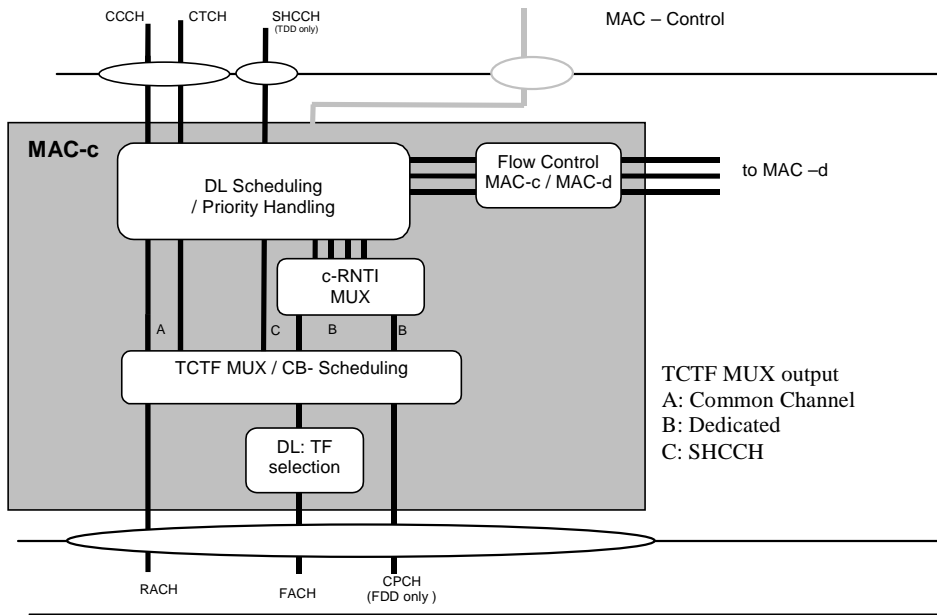 CCCH
CTCH
SHCCH
(TDD only)
MAC – Control
MAC-c
DL Scheduling
/ Priority Handling
Flow Control
MAC-c / MAC-d
to MAC –d
c-RNTI
MUX
A
C
B
B
TCTF MUX / CB- Scheduling
TCTF MUX output
A: Common Channel
B: Dedicated
C: SHCCH
DL: TF
selection
RACH
FACH
CPCH
(FDD only )